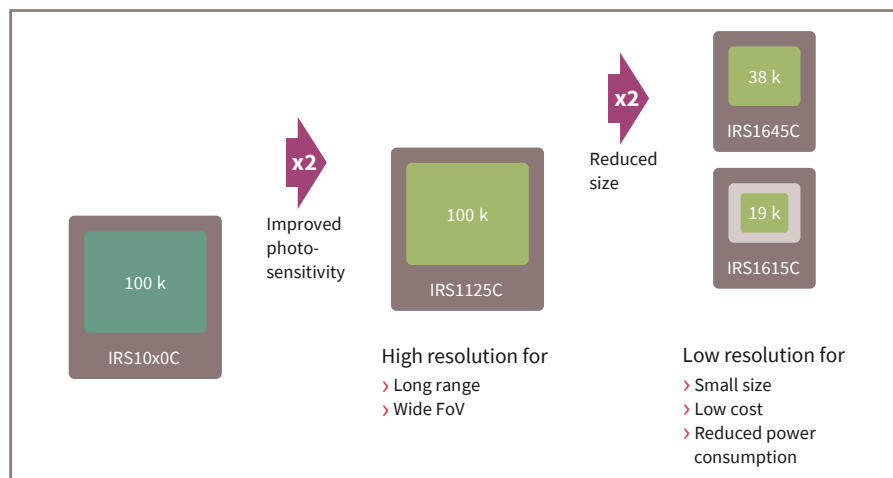 100 k
IRS10x0C
x2
Improved
photo-
sensitivity
100 k
IRS1125C
High resolution for
› Long range
› Wide FoV
x2
Reduced
size
38 k
IRS1645C
19 k
IRS1615C
Low resolution for
› Small size
› Low cost
› Reduced power
consumption